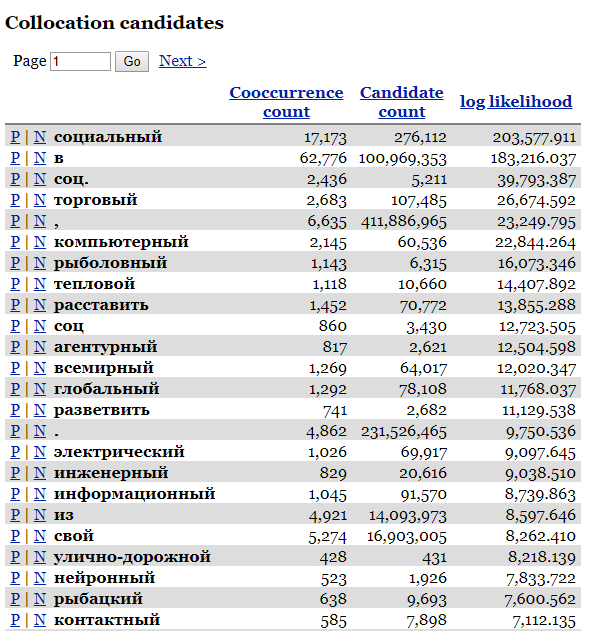 Collocation candidates
Page 1 Go Next >
Cooccurrence count Candidate count log likelihood
P | N социальный 17,173 276,112 203,577.911
P | N в 62,776 100,969,353 183,216.037
P | N соц. 2,436 5,211 39,793.387
P | N торговый 2,683 107,485 26,674.592
P | N , 6,635 411,886,965 23,249.795
P | N компьютерный 2,145 60,536 22,844.264
P | N рыболовный 1,143 6,315 16,073.346
P | N тепловой 1,118 10,660 14,407.892
P | N расставить 1,452 70,772 13,855.288
P | N соц 860 3,430 12,723.505
P | N агентурный 817 2,621 12,504.598
P | N всемирный 1,269 64,017 12,020.347
P | N глобальный 1,292 78,108 11,768.037
P | N разветвить 741 2,682 11,129.538
P | N . 4,862 231,526,465 9,750.536
P | N электрический 1,026 69,917 9,097.645
P | N инженерный 829 20,616 9,038.510
P | N информационный 1,045 91,570 8,739.863
P | N из 4,921 14,093,973 8,597.646
P | N свой 5,274 16,903,005 8,262.410
P | N улично-дорожной 428 431 8,218.139
P | N нейронный 523 1,926 7,833.722
P | N рыбацкий 638 9,693 7,600.562
P | N контактный 585 7,898 7,112.135